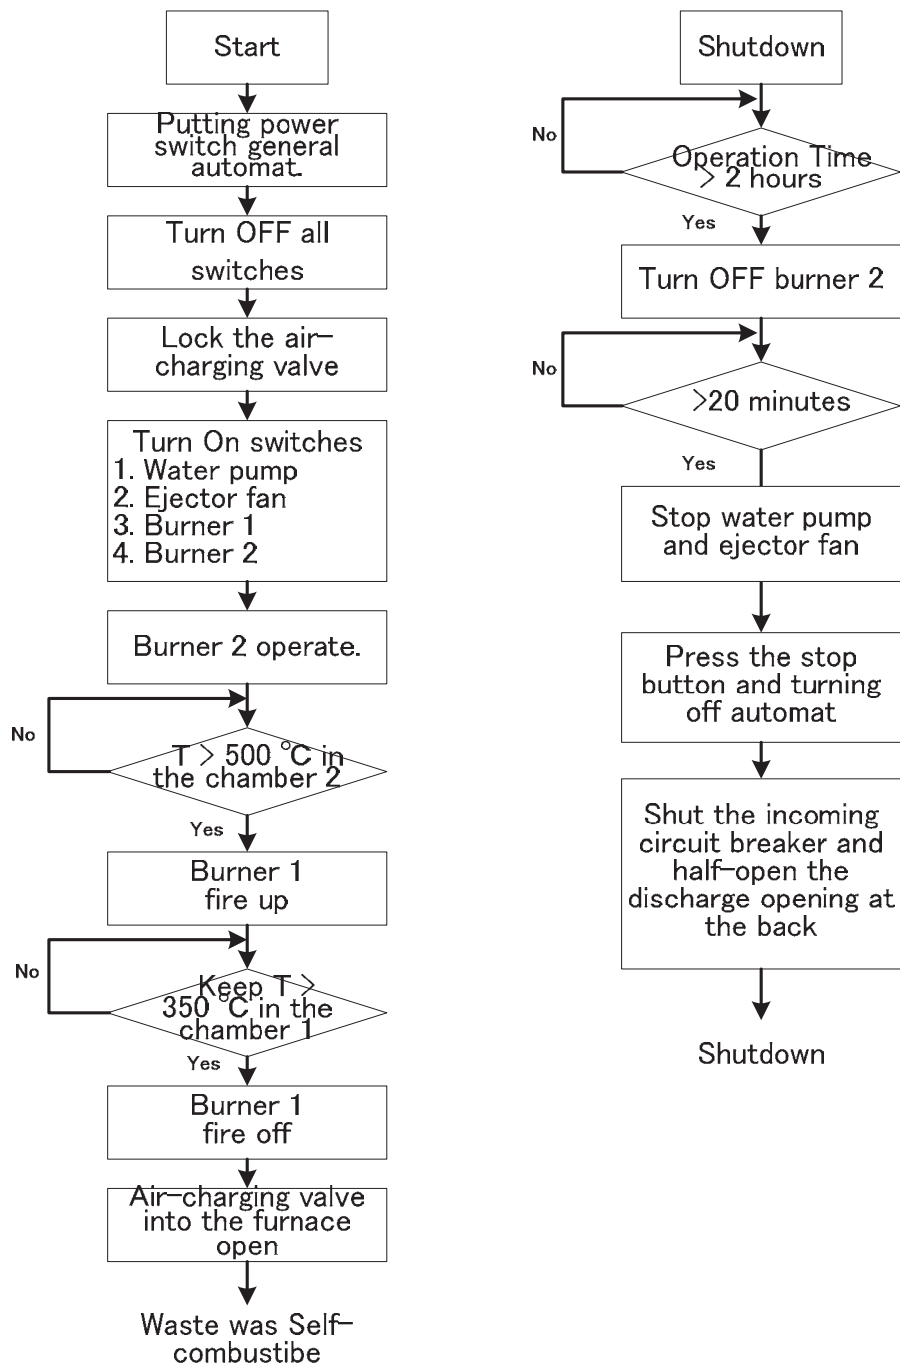 Start
Putting power
switch general
automat.
Turn OFF all
switches
Lock the air-
charging valve
Turn On switches
1. Water pump
2. Ejector fan
3. Burner 1
4. Burner 2
Burner 2 operate.
No
T > 500 °C in
the chamber 2
Yes
Burner 1
fire up
No
Keep T >
350 °C in the
chamber 1
Yes
Burner 1
fire off
Air-charging valve
into the furnace
open
Waste was Self-
combustibe
Shutdown
No
Operation Time
> 2 hours
Yes
Turn OFF burner 2
No
>20 minutes
Yes
Stop water pump
and ejector fan
Press the stop
button and turning
off automat
Shut the incoming
circuit breaker and
half-open the
discharge opening at
the back
Shutdown